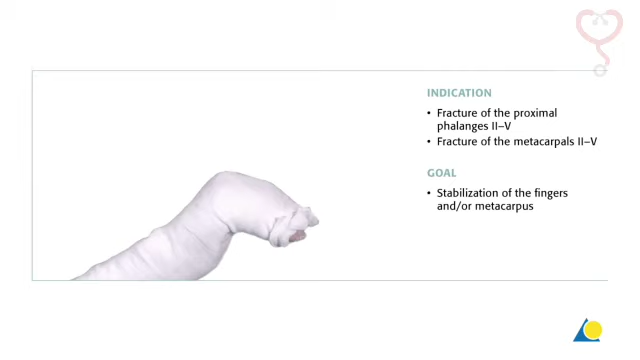 INDICATION
• Fracture of the proximal
phalanges II–V
• Fracture of the metacarpals II–V
GOAL
• Stabilization of the fingers
and/or metacarpus